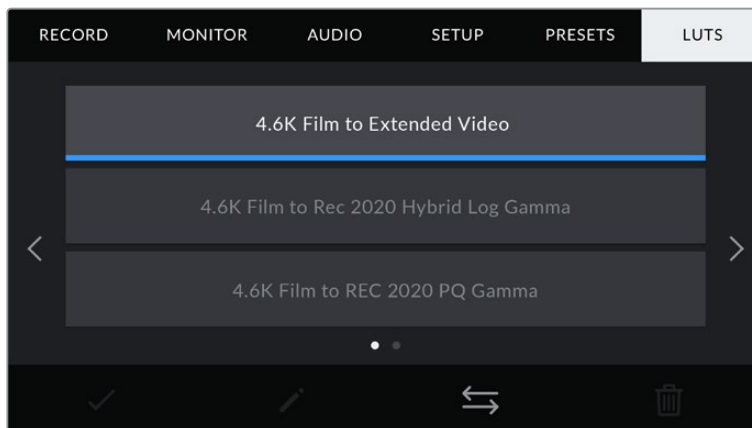 RECORD MONITOR AUDIO SETUP PRESETS LUTS
4.6K Film to Extended Video
4.6K Film to Rec 2020 Hybrid Log Gamma
4.6K Film to REC 2020 PQ Gamma